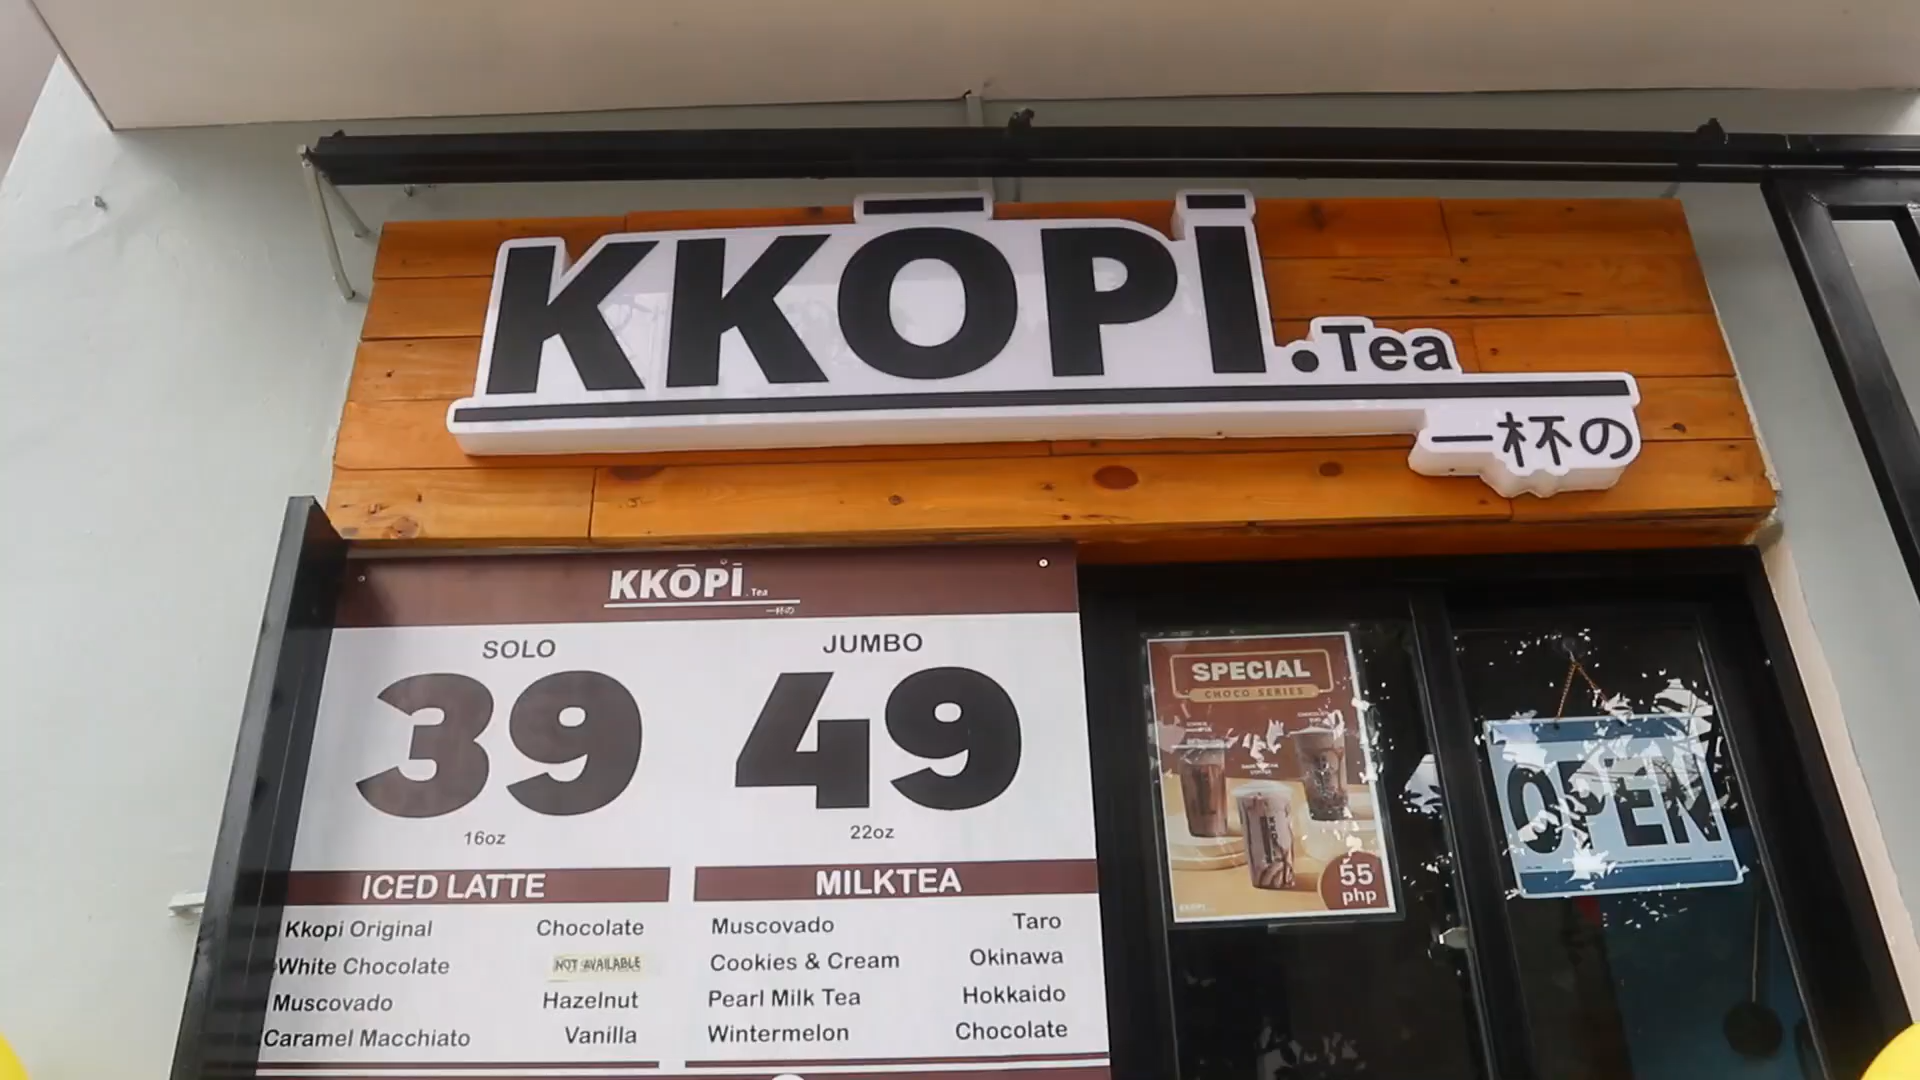 KKŌPİ.Tea
一杯の
KKŌPİ.Tea
一杯の
SOLO
39
16oz
JUMBO
49
22oz
ICED LATTE
Kkopi Original Chocolate
White Chocolate NOT AVAILABLE
Muscovado Hazelnut
Caramel Macchiato Vanilla
MILKTEA
Muscovado Taro
Cookies & Cream Okinawa
Pearl Milk Tea Hokkaido
Wintermelon Chocolate
SPECIAL
CHOCO SERIES
55
php
OPEN